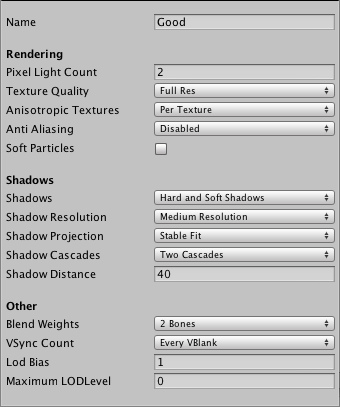 Name Good
Rendering
Pixel Light Count 2
Texture Quality Full Res
Anisotropic Textures Per Texture
Anti Aliasing Disabled
Soft Particles
Shadows
Shadows Hard and Soft Shadows
Shadow Resolution Medium Resolution
Shadow Projection Stable Fit
Shadow Cascades Two Cascades
Shadow Distance 40
Other
Blend Weights 2 Bones
VSync Count Every VBlank
Lod Bias 1
Maximum LODLevel 0